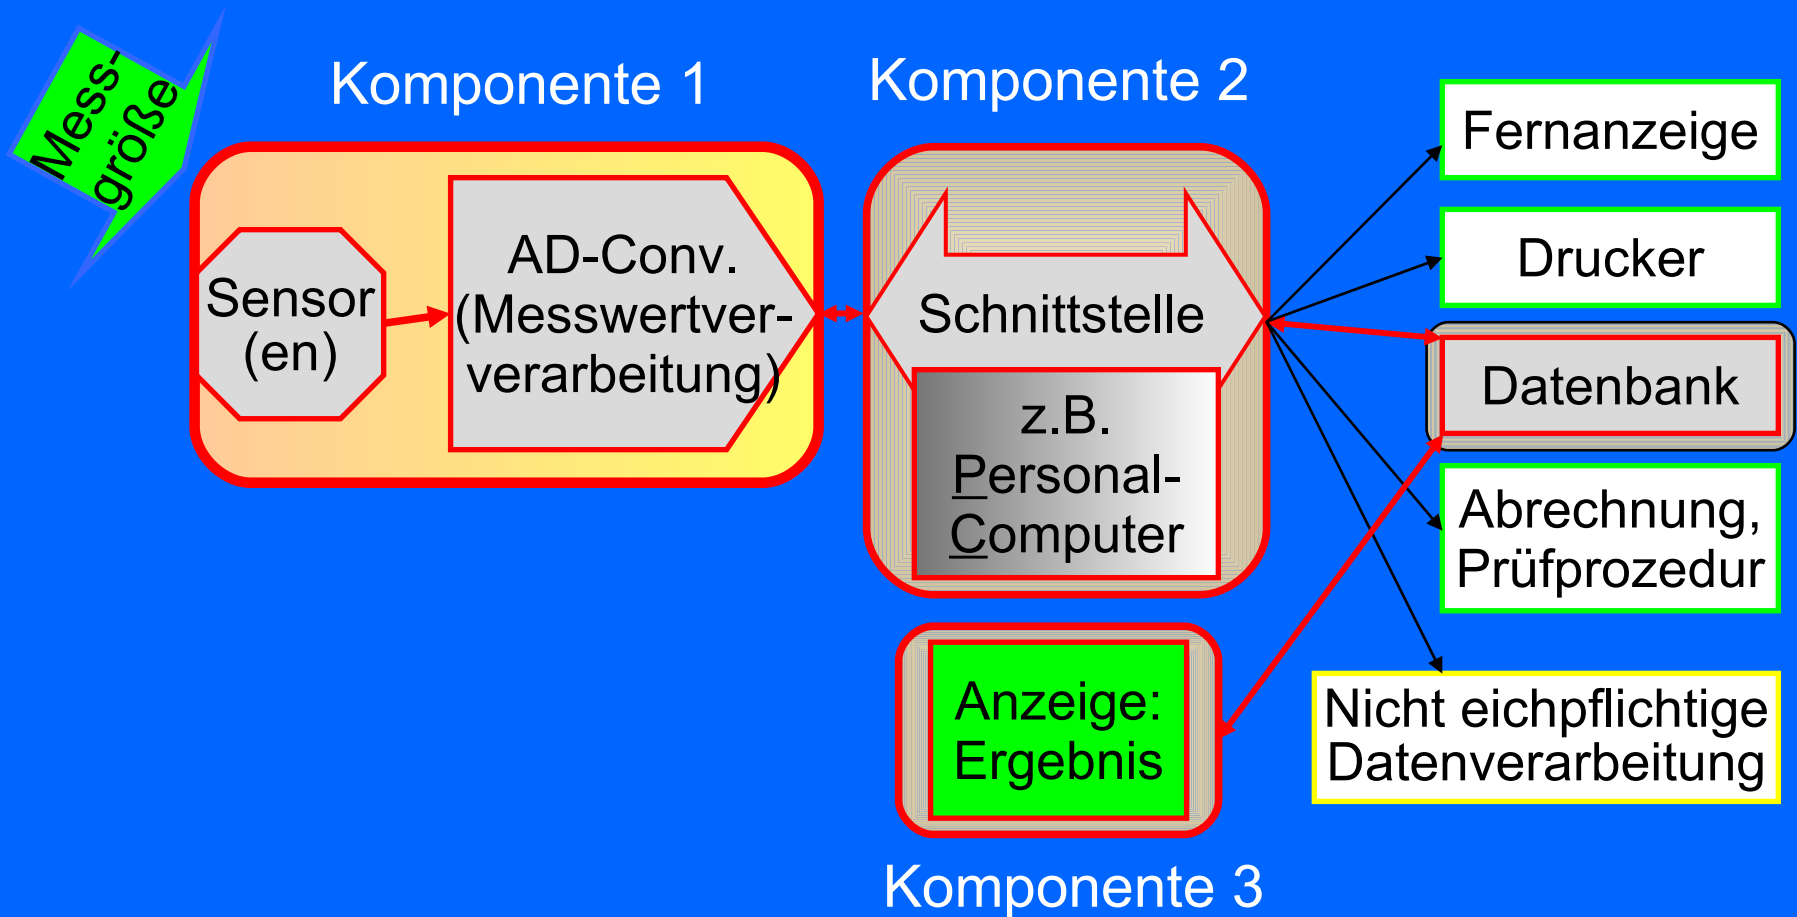 Mess-
größe
Komponente 1
Sensor
(en)
AD-Conv.
(Messwertver-
verarbeitung)
Komponente 2
Schnittstelle
z.B.
Personal-
Computer
Anzeige:
Ergebnis
Komponente 3
Fernanzeige
Drucker
Datenbank
Abrechnung,
Prüfprozedur
Nicht eichpflichtige
Datenverarbeitung